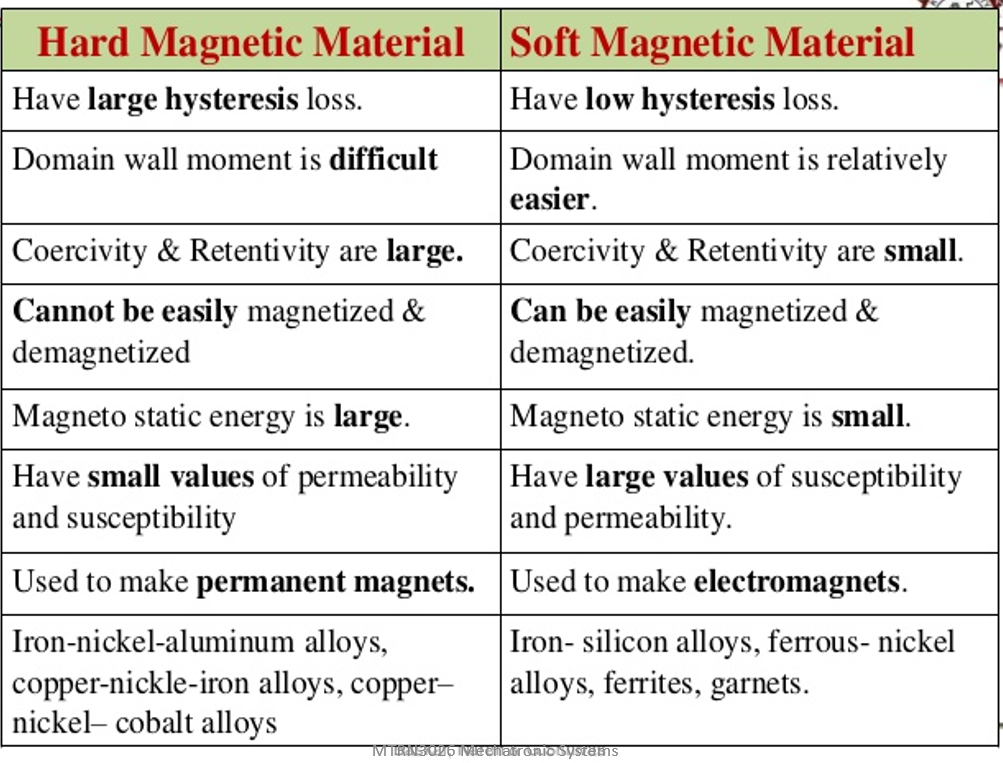 Hard Magnetic Material
Soft Magnetic Material
Have large hysteresis loss.
Have low hysteresis loss.
Domain wall moment is difficult
Domain wall moment is relatively
easier.
Coercivity & Retentivity are large.
Coercivity & Retentivity are small.
Cannot be easily magnetized &
demagnetized
Can be easily magnetized &
demagnetized.
Magneto static energy is large.
Magneto static energy is small.
Have small values of permeability
and susceptibility
Have large values of susceptibility
and permeability.
Used to make permanent magnets.
Used to make electromagnets.
Iron-nickel-aluminum alloys,
copper-nickle-iron alloys, copper–
nickel– cobalt alloys
Iron- silicon alloys, ferrous- nickel
alloys, ferrites, garnets.
Mechatronic Systems